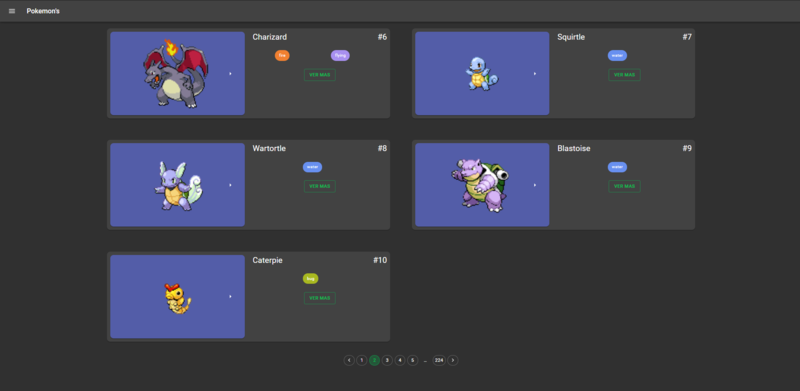 Pokemon's
Charizard #6
fire flying
VER MAS
Squirtle #7
water
VER MAS
Wartortle #8
water
VER MAS
Blastoise #9
water
VER MAS
Caterpie #10
bug
VER MAS
1 2 3 4 5 ... 224